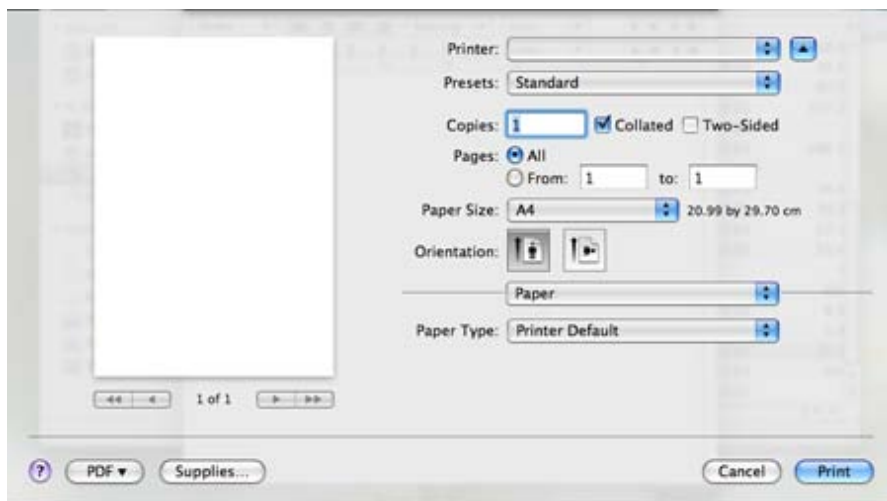 Printer:
Presets: Standard
Copies: 1 Collated Two-Sided
Pages: All
From: 1 to: 1
Paper Size: A4 20.99 by 29.70 cm
Orientation:
Paper
Paper Type: Printer Default
1 of 1
? PDF Supplies... Cancel Print